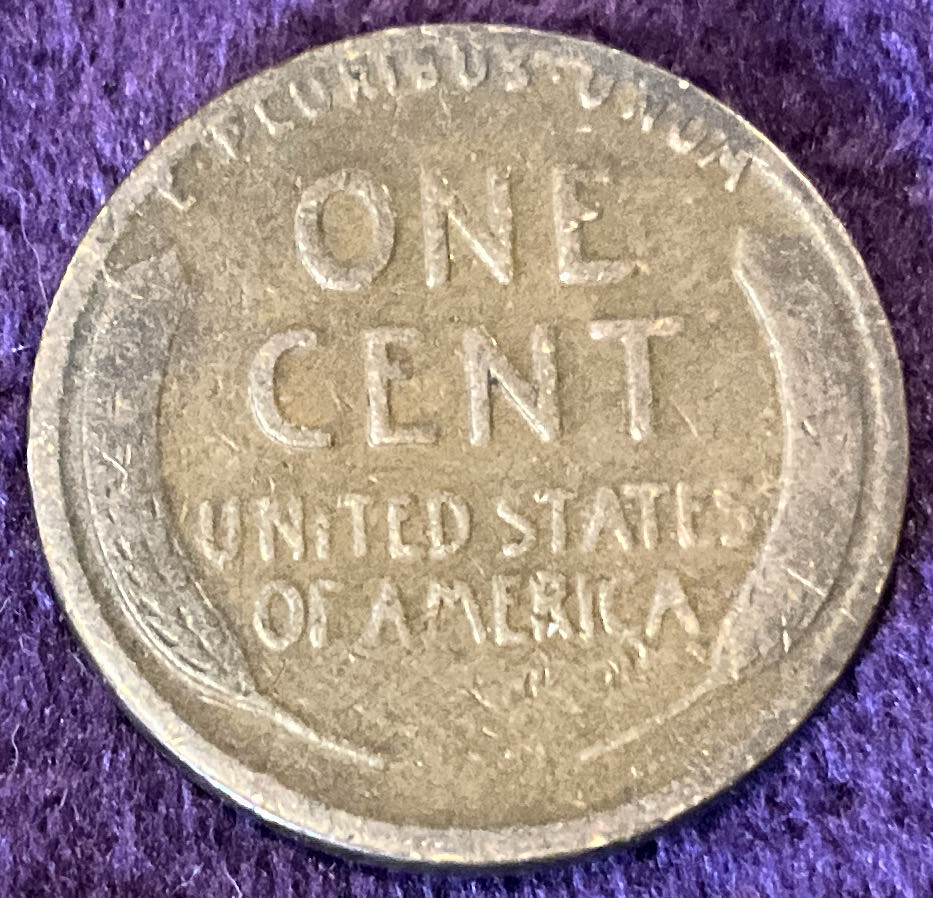 E · PLURIBUS · UNUM
ONE
CENT
UNITED STATES
OF AMERICA